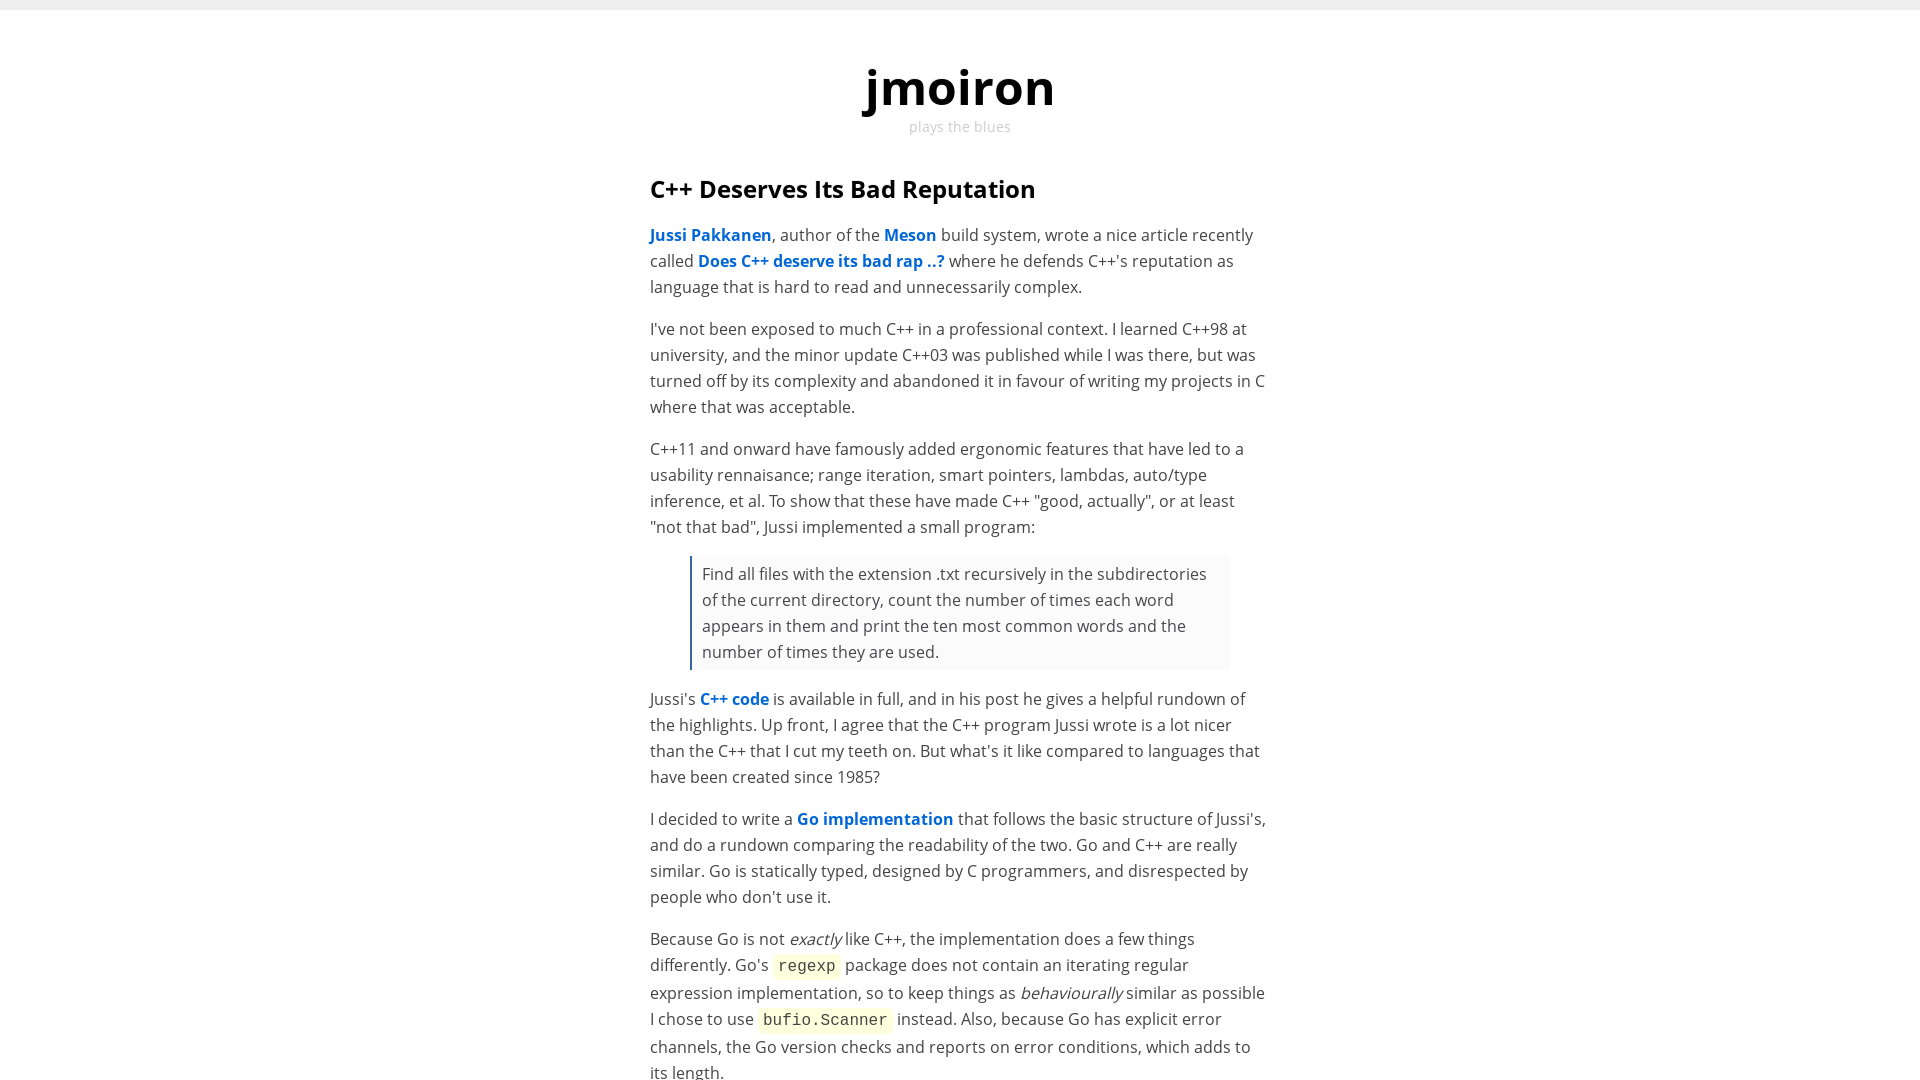 jmoiron
plays the blues
C++ Deserves Its Bad Reputation
Jussi Pakkanen, author of the Meson build system, wrote a nice article recently
called Does C++ deserve its bad rap ..? where he defends C++'s reputation as
language that is hard to read and unnecessarily complex.
I've not been exposed to much C++ in a professional context. I learned C++98 at
university, and the minor update C++03 was published while I was there, but was
turned off by its complexity and abandoned it in favour of writing my projects in C
where that was acceptable.
C++11 and onward have famously added ergonomic features that have led to a
usability rennaisance; range iteration, smart pointers, lambdas, auto/type
inference, et al. To show that these have made C++ "good, actually", or at least
"not that bad", Jussi implemented a small program:
Find all files with the extension .txt recursively in the subdirectories
of the current directory, count the number of times each word
appears in them and print the ten most common words and the
number of times they are used.
Jussi's C++ code is available in full, and in his post he gives a helpful rundown of
the highlights. Up front, I agree that the C++ program Jussi wrote is a lot nicer
than the C++ that I cut my teeth on. But what's it like compared to languages that
have been created since 1985?
I decided to write a Go implementation that follows the basic structure of Jussi's,
and do a rundown comparing the readability of the two. Go and C++ are really
similar. Go is statically typed, designed by C programmers, and disrespected by
people who don't use it.
Because Go is not exactly like C++, the implementation does a few things
differently. Go's regexp package does not contain an iterating regular
expression implementation, so to keep things as behaviourally similar as possible
I chose to use bufio.Scanner instead. Also, because Go has explicit error
channels, the Go version checks and reports on error conditions, which adds to
its length.